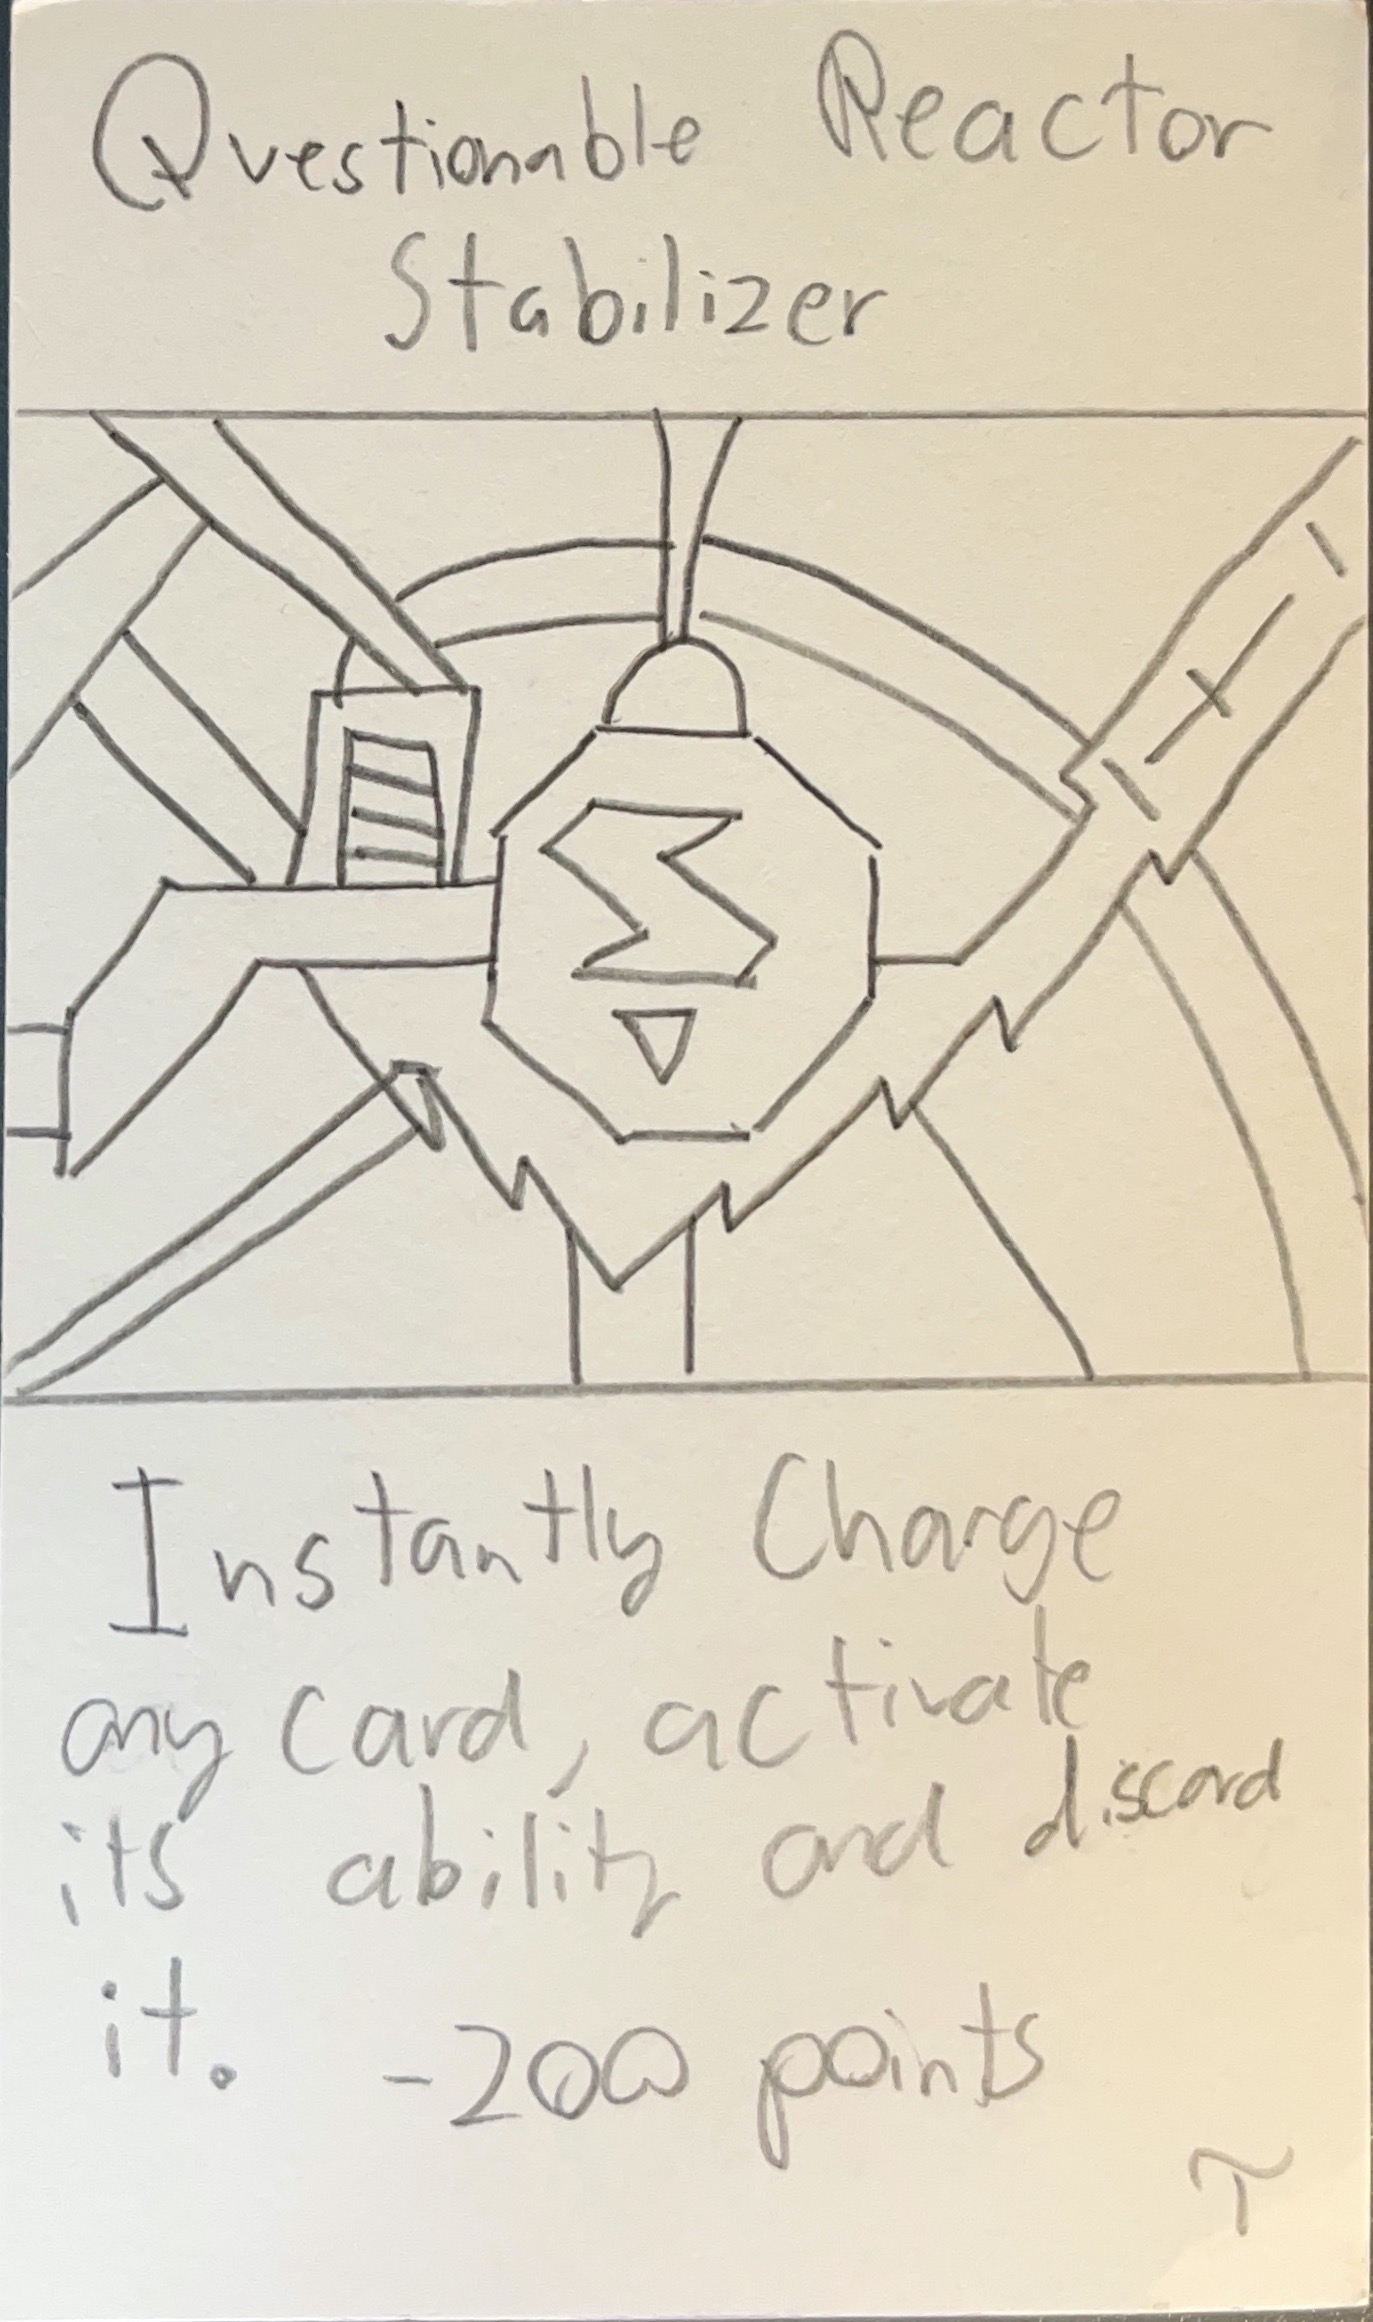 Questionable Reactor
Stabilizer
Instantly Charge
any card, activate
its ability and discard
it. -200 points
τ